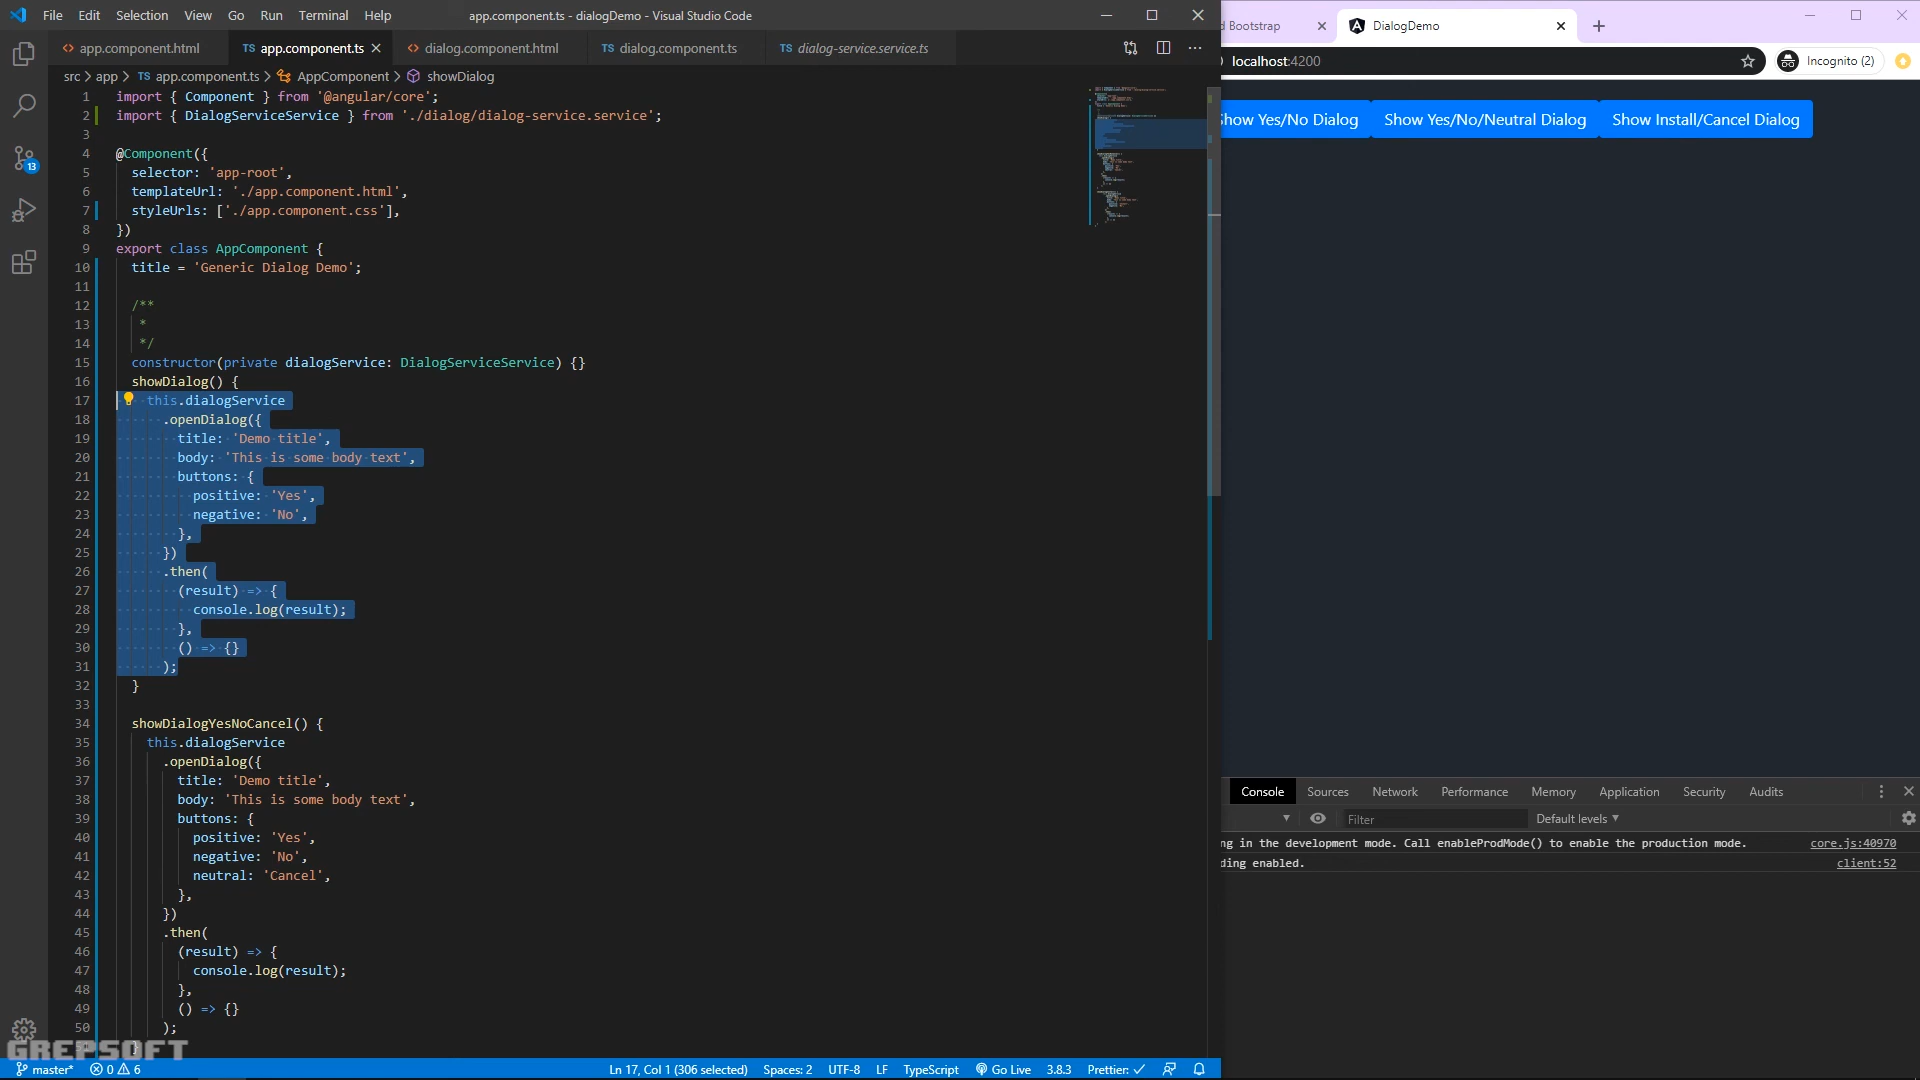 File Edit Selection View Go Run Terminal Help
app.component.ts - dialogDemo - Visual Studio Code
app.component.html
TS app.component.ts
dialog.component.html
TS dialog.component.ts
TS dialog-service.service.ts
src > app > TS app.component.ts > AppComponent > showDialog
1 import { Component } from '@angular/core';
2 import { DialogServiceService } from './dialog/dialog-service.service';
3
4 @Component({
5 selector: 'app-root',
6 templateUrl: './app.component.html',
7 styleUrls: ['./app.component.css'],
8 })
9 export class AppComponent {
10 title = 'Generic Dialog Demo';
11
12 /**
13 *
14 */
15 constructor(private dialogService: DialogServiceService) {}
16 showDialog() {
17 this.dialogService
18 .openDialog({
19 title: 'Demo title',
20 body: 'This is some body text',
21 buttons: {
22 positive: 'Yes',
23 negative: 'No',
24 },
25 })
26 .then(
27 (result) => {
28 console.log(result);
29 },
30 () => {}
31 );
32 }
33
34 showDialogYesNoCancel() {
35 this.dialogService
36 .openDialog({
37 title: 'Demo title',
38 body: 'This is some body text',
39 buttons: {
40 positive: 'Yes',
41 negative: 'No',
42 neutral: 'Cancel',
43 },
44 })
45 .then(
46 (result) => {
47 console.log(result);
48 },
49 () => {}
50 );
}
13
GREPSOFT
master* 0 6
Ln 17, Col 1 (306 selected) Spaces: 2 UTF-8 LF TypeScript Go Live 3.8.3 Prettier: ✓
d Bootstrap
DialogDemo
localhost:4200
Incognito (2)
Show Yes/No Dialog
Show Yes/No/Neutral Dialog
Show Install/Cancel Dialog
Console Sources Network Performance Memory Application Security Audits
Filter
Default levels
ng in the development mode. Call enableProdMode() to enable the production mode. core.js:40970
ding enabled. client:52